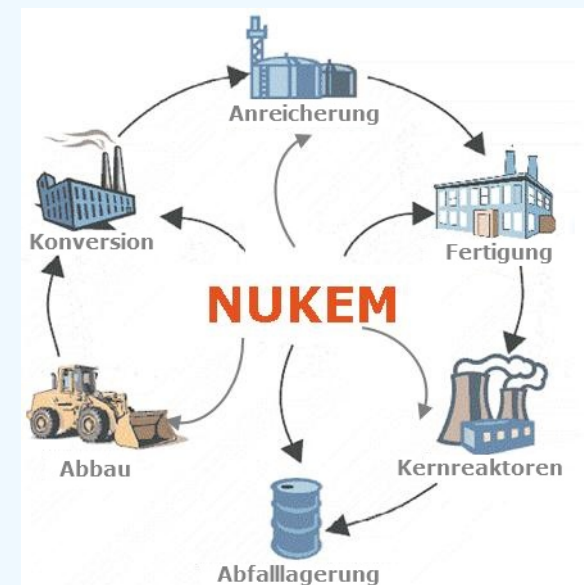 Anreicherung
Konversion
Fertigung
NUKEM
Abbau
Kernreaktoren
Abfalllagerung